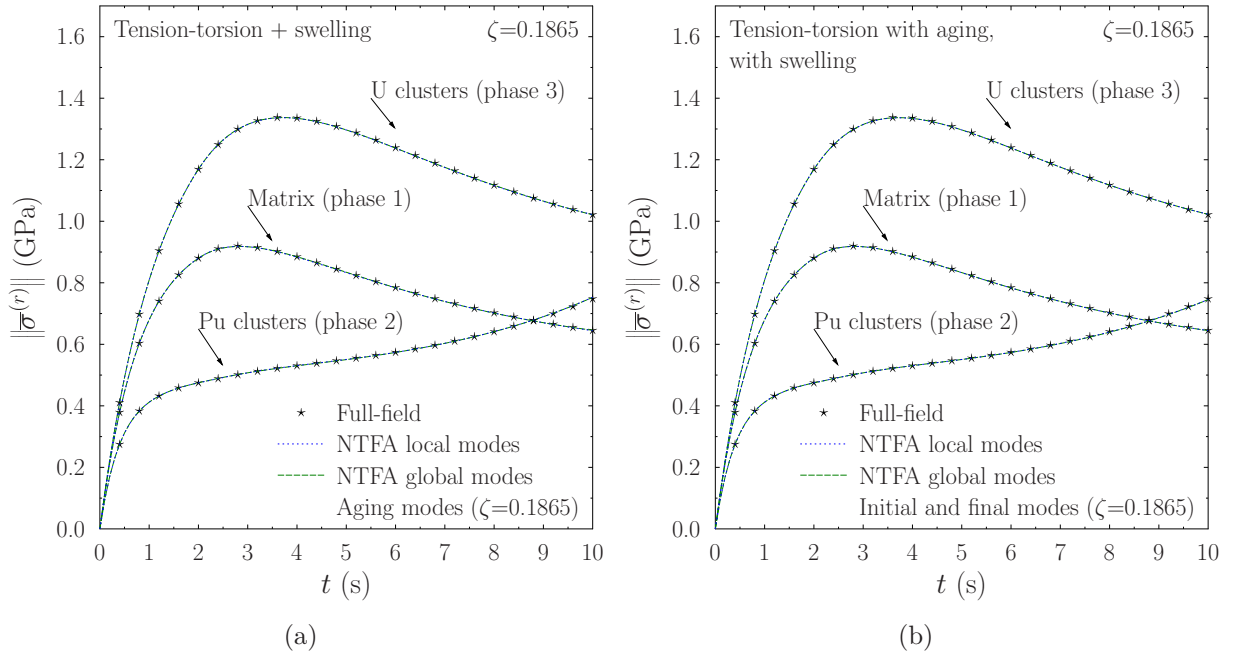 Tension-torsion + swelling
ζ=0.1865
U clusters (phase 3)
Matrix (phase 1)
Pu clusters (phase 2)
Full-field
NTFA local modes
NTFA global modes
Aging modes (ζ=0.1865)
1.6
1.4
1.2
1.0
0.8
0.6
0.4
0.2
0.0
‖σ̿^(r)‖ (GPa)
0 1 2 3 4 5 6 7 8 9 10
t (s)
(a)
Tension-torsion with aging,
with swelling
ζ=0.1865
U clusters (phase 3)
Matrix (phase 1)
Pu clusters (phase 2)
Full-field
NTFA local modes
NTFA global modes
Initial and final modes (ζ=0.1865)
1.6
1.4
1.2
1.0
0.8
0.6
0.4
0.2
0.0
‖σ̿^(r)‖ (GPa)
0 1 2 3 4 5 6 7 8 9 10
t (s)
(b)